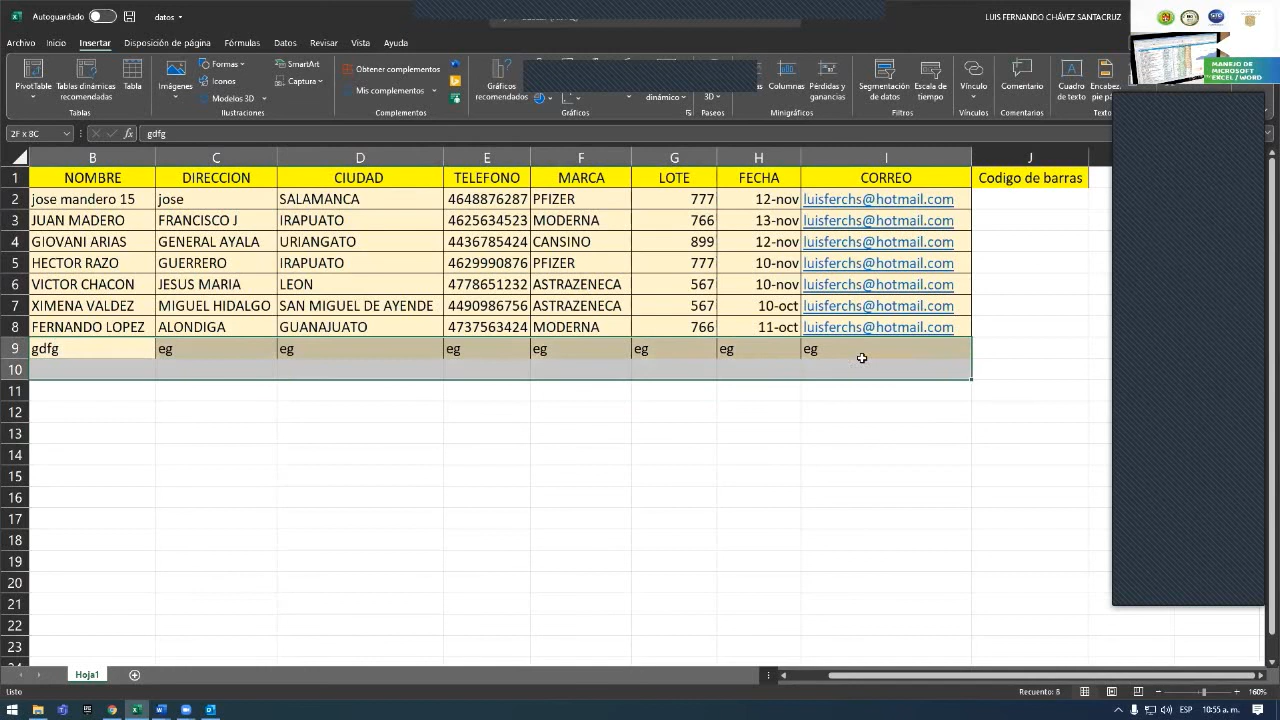 Autoguardado
datos
LUIS FERNANDO CHÁVEZ SANTACRUZ
Archivo Inicio Insertar Disposición de página Fórmulas Datos Revisar Vista Ayuda
PivotTable
Tablas dinámicas recomendadas
Tabla
Tablas
Imágenes
Formas
Iconos
Modelos 3D
SmartArt
Captura
Ilustraciones
Obtener complementos
Mis complementos
Complementos
Gráficos recomendados
Gráficos
dinámico
3D
Columnas
Pérdidas y ganancias
Minigráficos
Segmentación de datos
Escala de tiempo
Filtros
Vínculo
Vínculos
Comentario
Comentarios
Cuadro de texto
Encabez. pie pá
Texto
MANEJO DE
MICROSOFT
EXCEL/WORD
2F x 8C
fx
gdfg
B C D E F G H I J
1 NOMBRE DIRECCION CIUDAD TELEFONO MARCA LOTE FECHA CORREO Codigo de barras
2 jose mandero 15 jose SALAMANCA 4648876287 PFIZER 777 12-nov luisferchs@hotmail.com
3 JUAN MADERO FRANCISCO J IRAPUATO 4625634523 MODERNA 766 13-nov luisferchs@hotmail.com
4 GIOVANI ARIAS GENERAL AYALA URIANGATO 4436785424 CANSINO 899 12-nov luisferchs@hotmail.com
5 HECTOR RAZO GUERRERO IRAPUATO 4629990876 PFIZER 777 10-nov luisferchs@hotmail.com
6 VICTOR CHACON JESUS MARIA LEON 4778651232 ASTRAZENECA 567 10-nov luisferchs@hotmail.com
7 XIMENA VALDEZ MIGUEL HIDALGO SAN MIGUEL DE AYENDE 4490986756 ASTRAZENECA 567 10-oct luisferchs@hotmail.com
8 FERNANDO LOPEZ ALONDIGA GUANAJUATO 4737563424 MODERNA 766 11-oct luisferchs@hotmail.com
9 gdfg eg eg eg eg eg eg eg
10
11
12
13
14
15
16
17
18
19
20
21
22
23
Hoja1
Listo
Recuento: 8
160%
ESP
10:55 a. m.